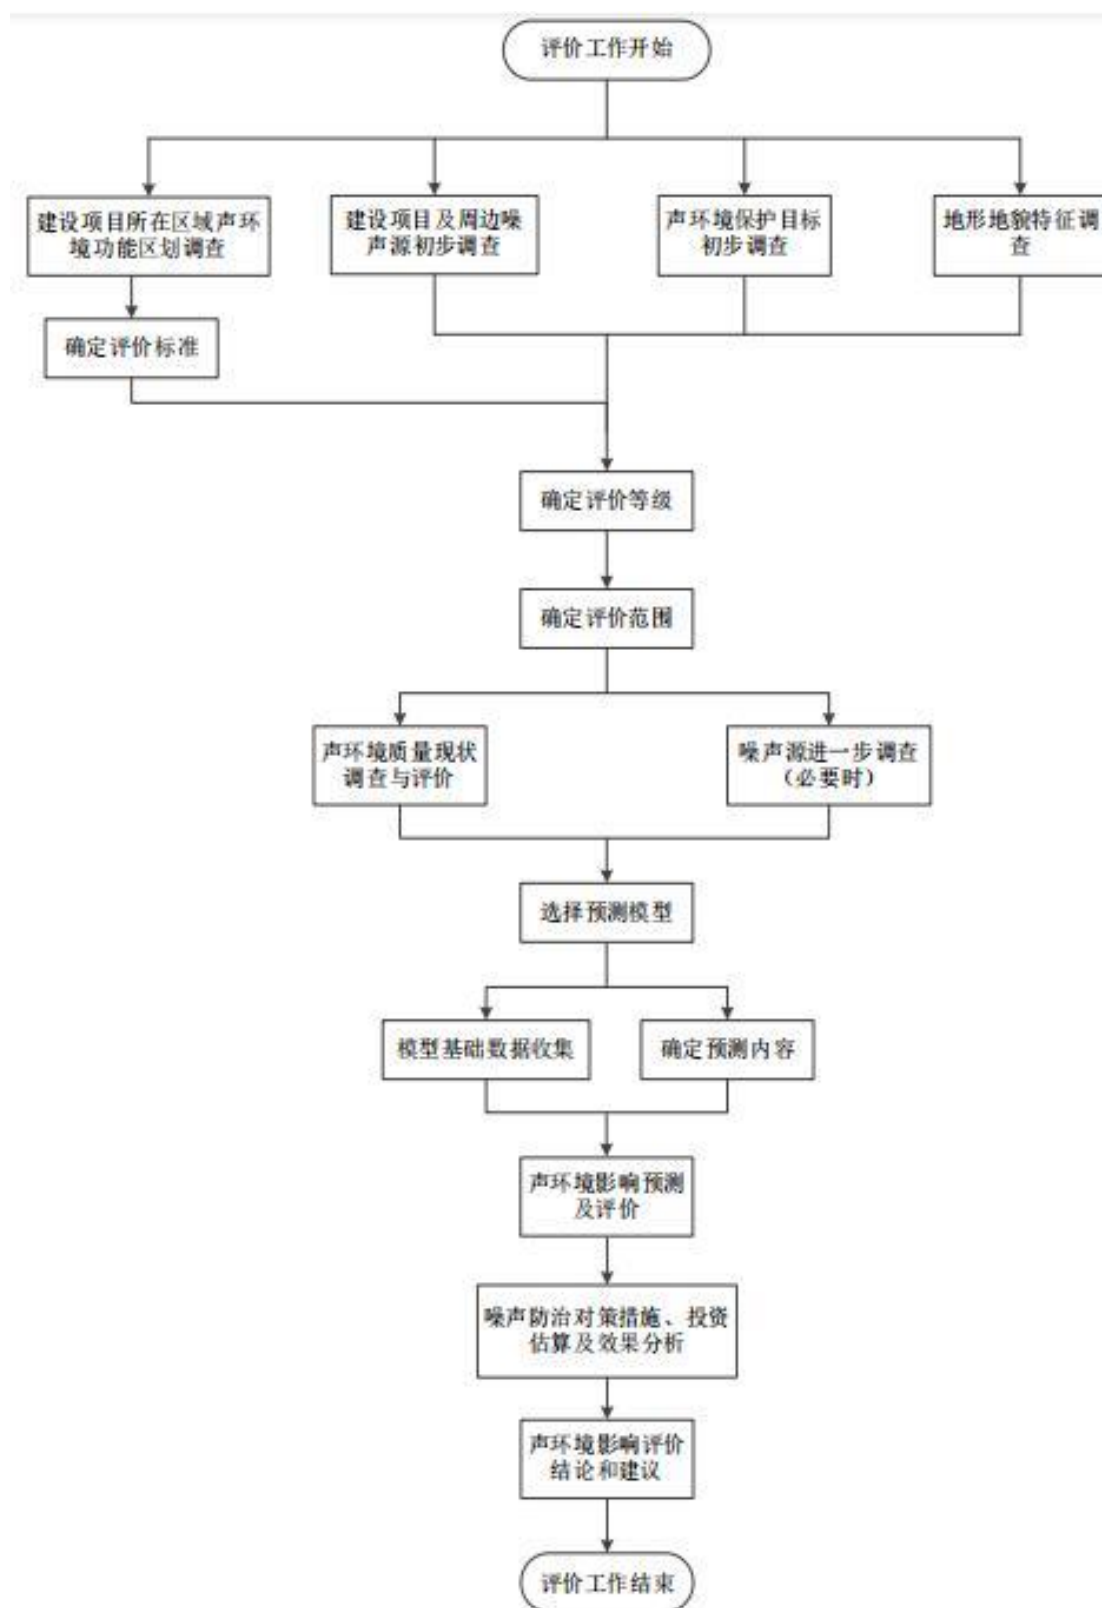 评价工作开始
建设项目所在区域声环
境功能区划调查
建设项目及周边噪
声源初步调查
声环境保护目标
初步调查
地形地貌特征调
查
确定评价标准
确定评价等级
确定评价范围
声环境质量现状
调查与评价
噪声源进一步调查
（必要时）
选择预测模型
模型基础数据收集
确定预测内容
声环境影响预测
及评价
噪声防治对策措施、投资
估算及效果分析
声环境影响评价
结论和建议
评价工作结束